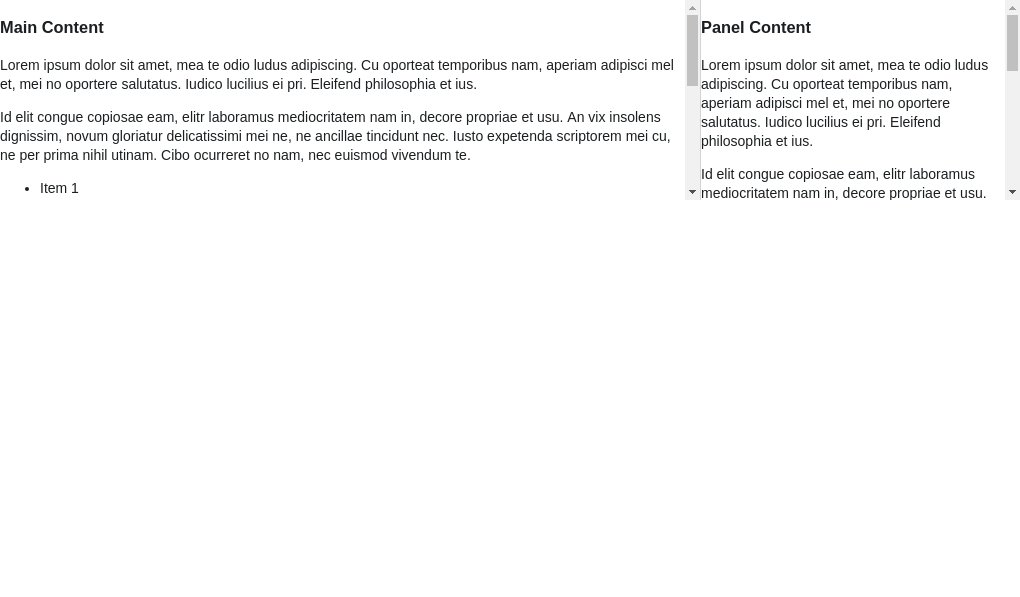 Main Content
Lorem ipsum dolor sit amet, mea te odio ludus adipiscing. Cu oporteat temporibus nam, aperiam adipisci mel
et, mei no oportere salutatus. Iudico lucilius ei pri. Eleifend philosophia et ius.
Id elit congue copiosae eam, elitr laboramus mediocritatem nam in, decore propriae et usu. An vix insolens
dignissim, novum gloriatur delicatissimi mei ne, ne ancillae tincidunt nec. Iusto expetenda scriptorem mei cu,
ne per prima nihil utinam. Cibo ocurreret no nam, nec euismod vivendum te.
• Item 1
Panel Content
Lorem ipsum dolor sit amet, mea te odio ludus
adipiscing. Cu oporteat temporibus nam,
aperiam adipisci mel et, mei no oportere
salutatus. Iudico lucilius ei pri. Eleifend
philosophia et ius.
Id elit congue copiosae eam, elitr laboramus
mediocritatem nam in, decore propriae et usu.